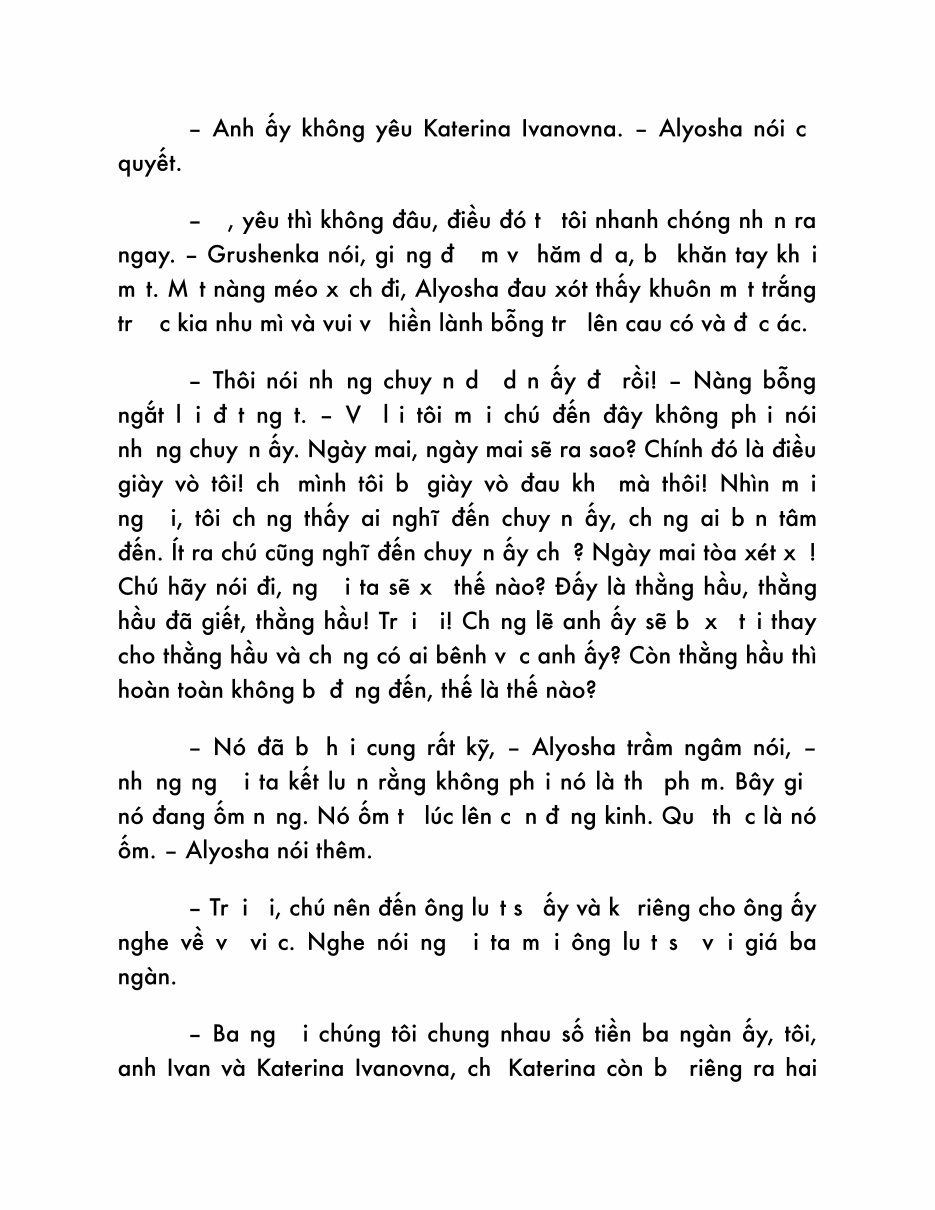 – Anh ấy không yêu Katerina Ivanovna. – Alyosha nói c
quyết.
– , yêu thì không đâu, điều đó t tôi nhanh chóng nh n ra
ngay. – Grushenka nói, gi ng đ m v hăm d a, b khăn tay kh i
m t. M t nàng méo x ch đi, Alyosha đau xót thấy khuôn m t trắng
tr c kia nhu mì và vui v hiền lành bỗng tr lên cau có và đ c ác.
– Thôi nói nh ng chuy n d d n ấy đ rồi! – Nàng bỗng
ngắt l i đ t ng t. – V l i tôi m i chú đến đây không ph i nói
nh ng chuy n ấy. Ngày mai, ngày mai sẽ ra sao? Chính đó là điều
giày vò tôi! ch mình tôi b giày vò đau kh mà thôi! Nhìn m i
ng i, tôi ch ng thấy ai nghĩ đến chuy n ấy, ch ng ai b n tâm
đến. Ít ra chú cũng nghĩ đến chuy n ấy ch ? Ngày mai tòa xét x !
Chú hãy nói đi, ng i ta sẽ x thế nào? Đấy là thằng hầu, thằng
hầu đã giết, thằng hầu! Tr i i! Ch ng lẽ anh ấy sẽ b x t i thay
cho thằng hầu và ch ng có ai bênh v c anh ấy? Còn thằng hầu thì
hoàn toàn không b đ ng đến, thế là thế nào?
– Nó đã b h i cung rất kỹ, – Alyosha trầm ngâm nói, –
nh ng ng i ta kết lu n rằng không ph i nó là th ph m. Bây gi
nó đang ốm n ng. Nó ốm t lúc lên c n đ ng kinh. Qu th c là nó
ốm. – Alyosha nói thêm.
– Tr i i, chú nên đến ông lu t s ấy và k riêng cho ông ấy
nghe về v vi c. Nghe nói ng i ta m i ông lu t s v i giá ba
ngàn.
– Ba ng i chúng tôi chung nhau số tiền ba ngàn ấy, tôi,
anh Ivan và Katerina Ivanovna, ch Katerina còn b riêng ra hai